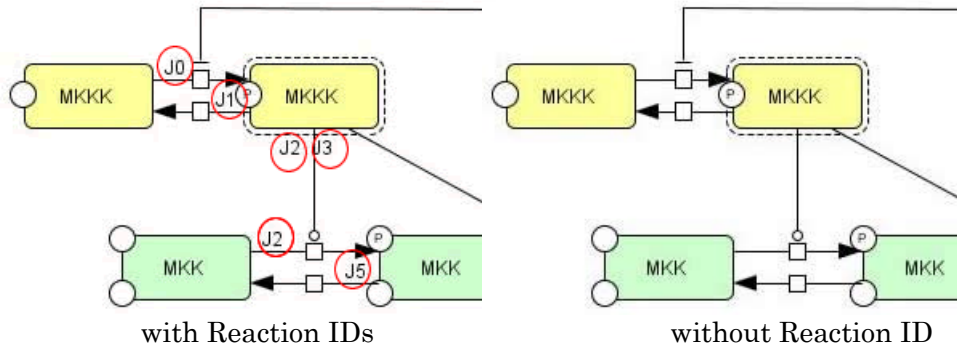 J0
MKKK
J1
P
MKKK
MKKK
P
MKKK
J2
J3
J2
P
P
MKK
J5
MKK
MKK
MKK
with Reaction IDs
without Reaction ID